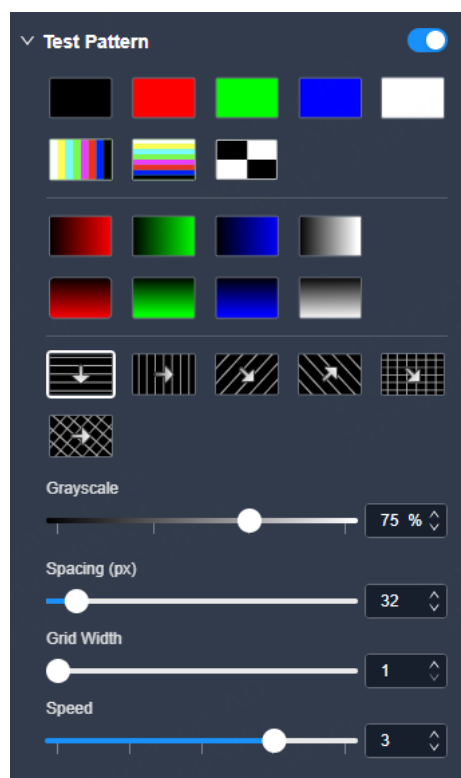 Test Pattern
Grayscale
75 %
Spacing (px)
32
Grid Width
1
Speed
3